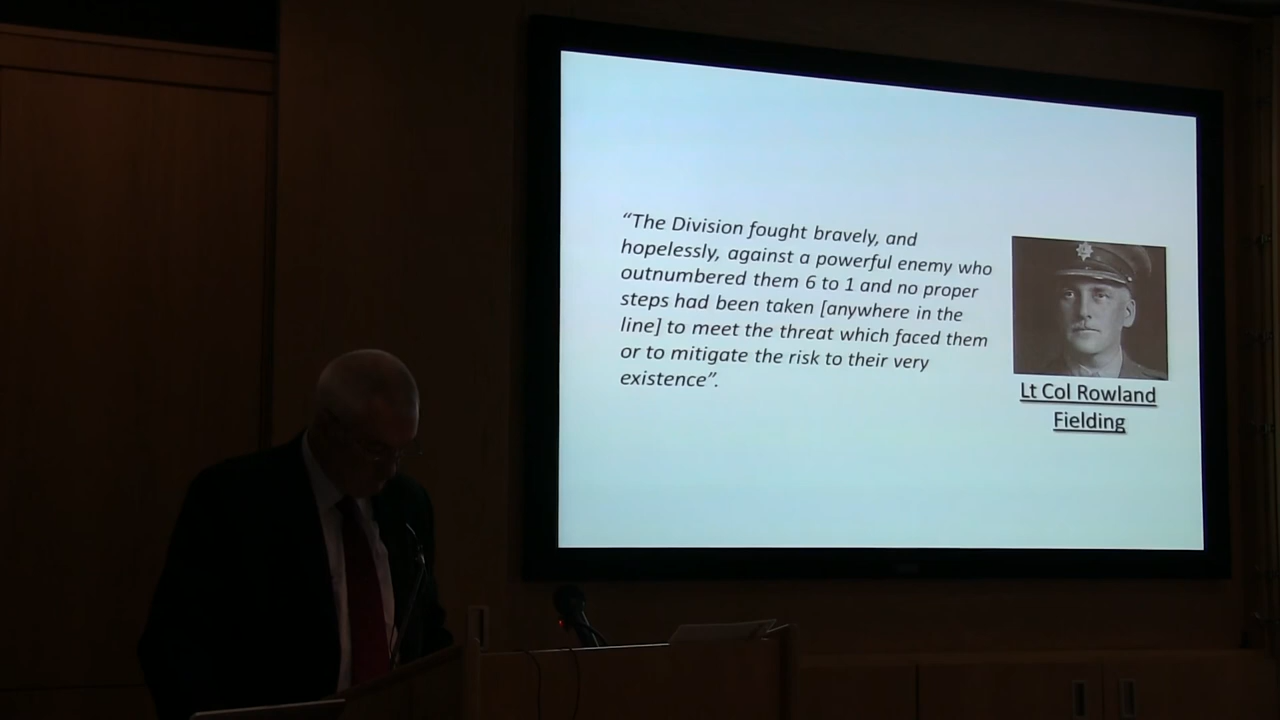 “The Division fought bravely, and
hopelessly, against a powerful enemy who
outnumbered them 6 to 1 and no proper
steps had been taken [anywhere in the
line] to meet the threat which faced them
or to mitigate the risk to their very
existence”.
Lt Col Rowland
Fielding